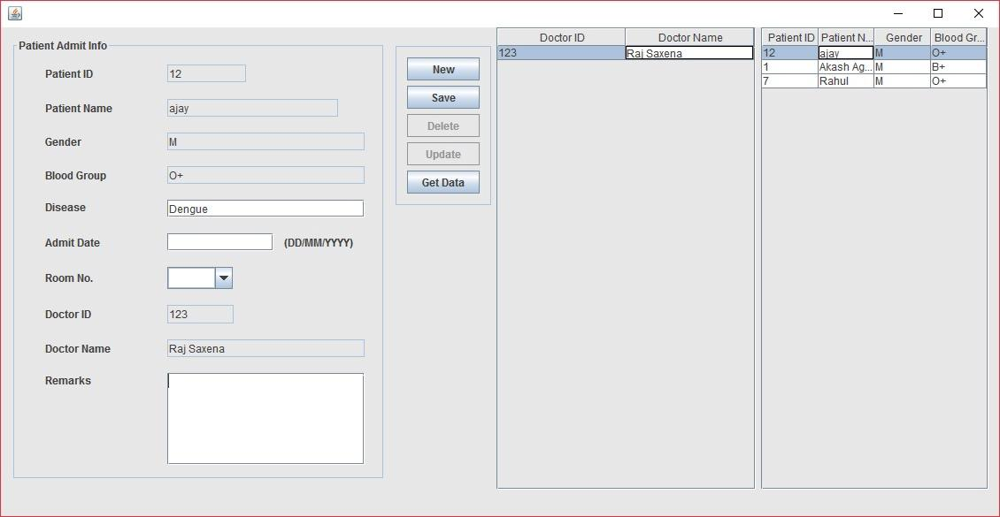 Patient Admit Info
Patient ID 12
Patient Name ajay
Gender M
Blood Group O+
Disease Dengue
Admit Date (DD/MM/YYYY)
Room No.
Doctor ID 123
Doctor Name Raj Saxena
Remarks
New
Save
Delete
Update
Get Data
Doctor ID Doctor Name
123 Raj Saxena
Patient ID Patient N... Gender Blood Gr...
12 ajay M O+
1 Akash Ag... M B+
7 Rahul M O+